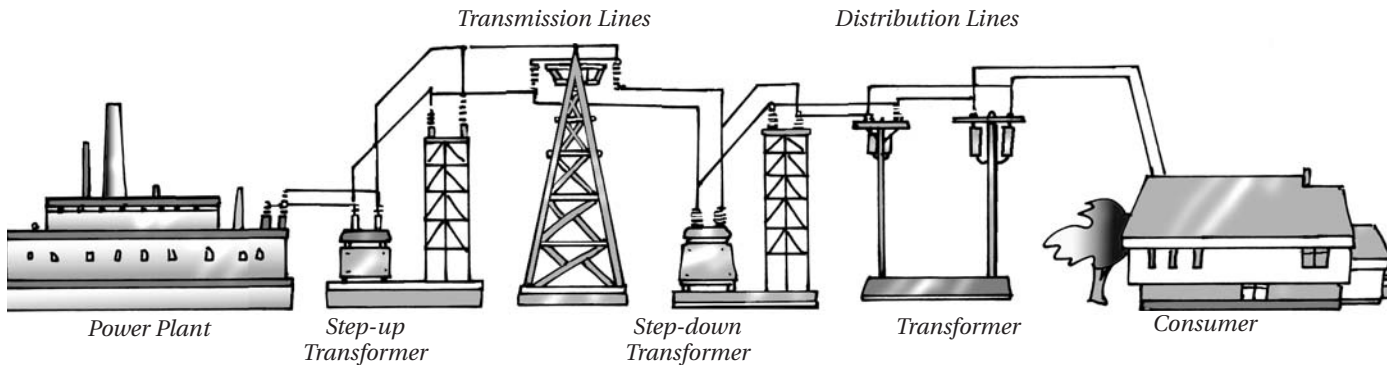 Transmission Lines
Distribution Lines
Power Plant
Step-up
Transformer
Step-down
Transformer
Transformer
Consumer